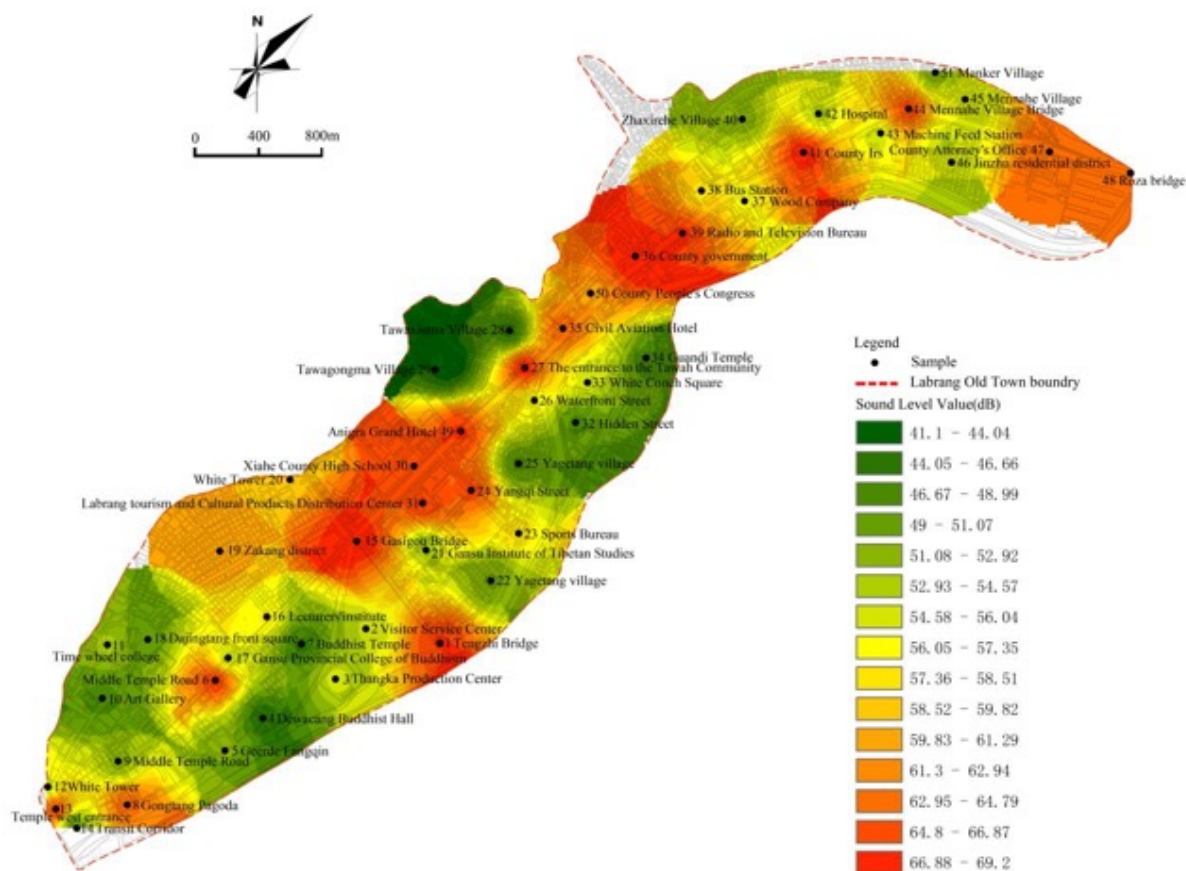 N
0 400 800m
51 Manker Village
45 Mennahe Village
44 Mennahe Village Bridge
Zhaxirehe Village 40
42 Hospital
43 Machine Feed Station
County Attorney's Office 47
41 County Irs
46 Jinzhu residential district
48 Roza bridge
38 Bus Station
37 Wood Company
39 Radio and Television Bureau
36 County government
50 County People's Congress
Village 28
35 Civil Aviation Hotel
34 Guandi Temple
Tawagongma Village 29
27 The entrance to the Tawah Community
33 White Conch Square
26 Waterfront Street
32 Hidden Street
Anigra Grand Hotel 49
25 Yagetang village
Xiahe County High School 30
White Tower 20
24 Yangqi Street
Labrang tourism and Cultural Products Distribution Center 31
23 Sports Bureau
15 Gasigou Bridge
21 Gansu Institute of Tibetan Studies
19 Zakang district
22 Yagetang village
16 Lecturers'institute
2 Visitor Service Center
18 Dajingtang front square
7 Buddhist Temple
1 Tengzhi Bridge
11
Time wheel college
17 Gansu Provincial College of Buddhism
Middle Temple Road 6
3 Thangka Production Center
10 Art Gallery
4 Dewacang Buddhist Hall
5 Geerde
9 Middle Temple Road
12 White Tower
13
8 Gongtang Pagoda
Temple west entrance
14 Transit Corridor
Legend
Sample
Labrang Old Town boundry
Sound Level Value(dB)
41.1 - 44.04
44.05 - 46.66
46.67 - 48.99
49 - 51.07
51.08 - 52.92
52.93 - 54.57
54.58 - 56.04
56.05 - 57.35
57.36 - 58.51
58.52 - 59.82
59.83 - 61.29
61.3 - 62.94
62.95 - 64.79
64.8 - 66.87
66.88 - 69.2